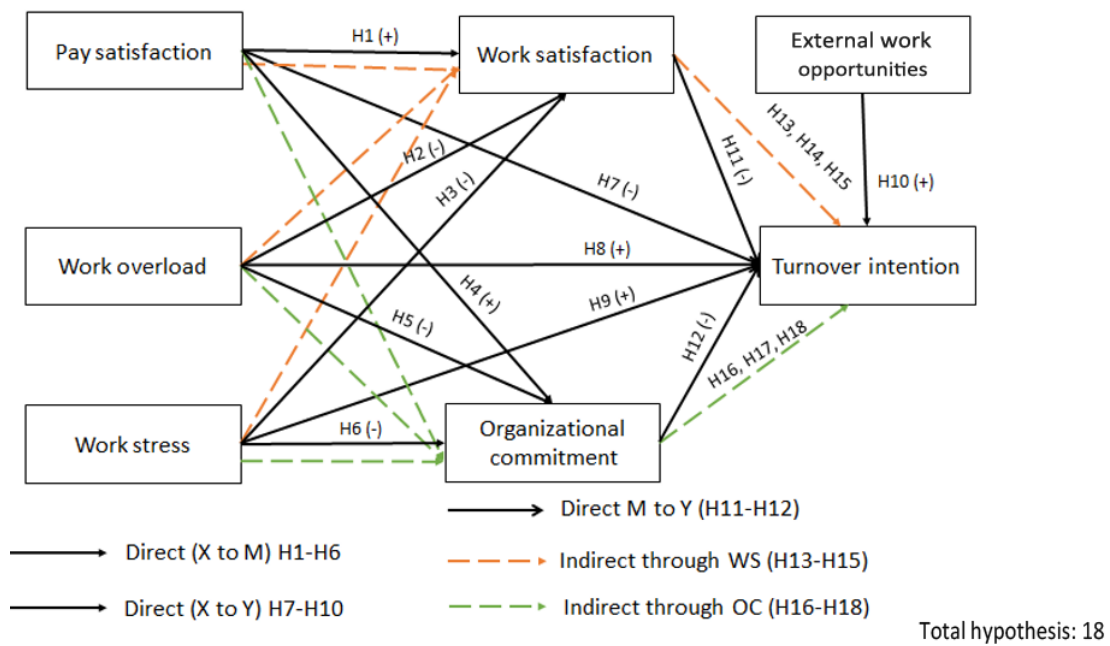 Pay satisfaction
H1 (+)
Work satisfaction
External work
opportunities
H2 (-)
H3 (-)
H7 (-)
H11 (-)
H13, H14, H15
H10 (+)
Work overload
H8 (+)
Turnover intention
H4 (+)
H5 (-)
H9 (+)
H12 (-)
H16, H17, H18
Work stress
H6 (-)
Organizational
commitment
Direct M to Y (H11-H12)
Direct (X to M) H1-H6
Indirect through WS (H13-H15)
Direct (X to Y) H7-H10
Indirect through OC (H16-H18)
Total hypothesis: 18